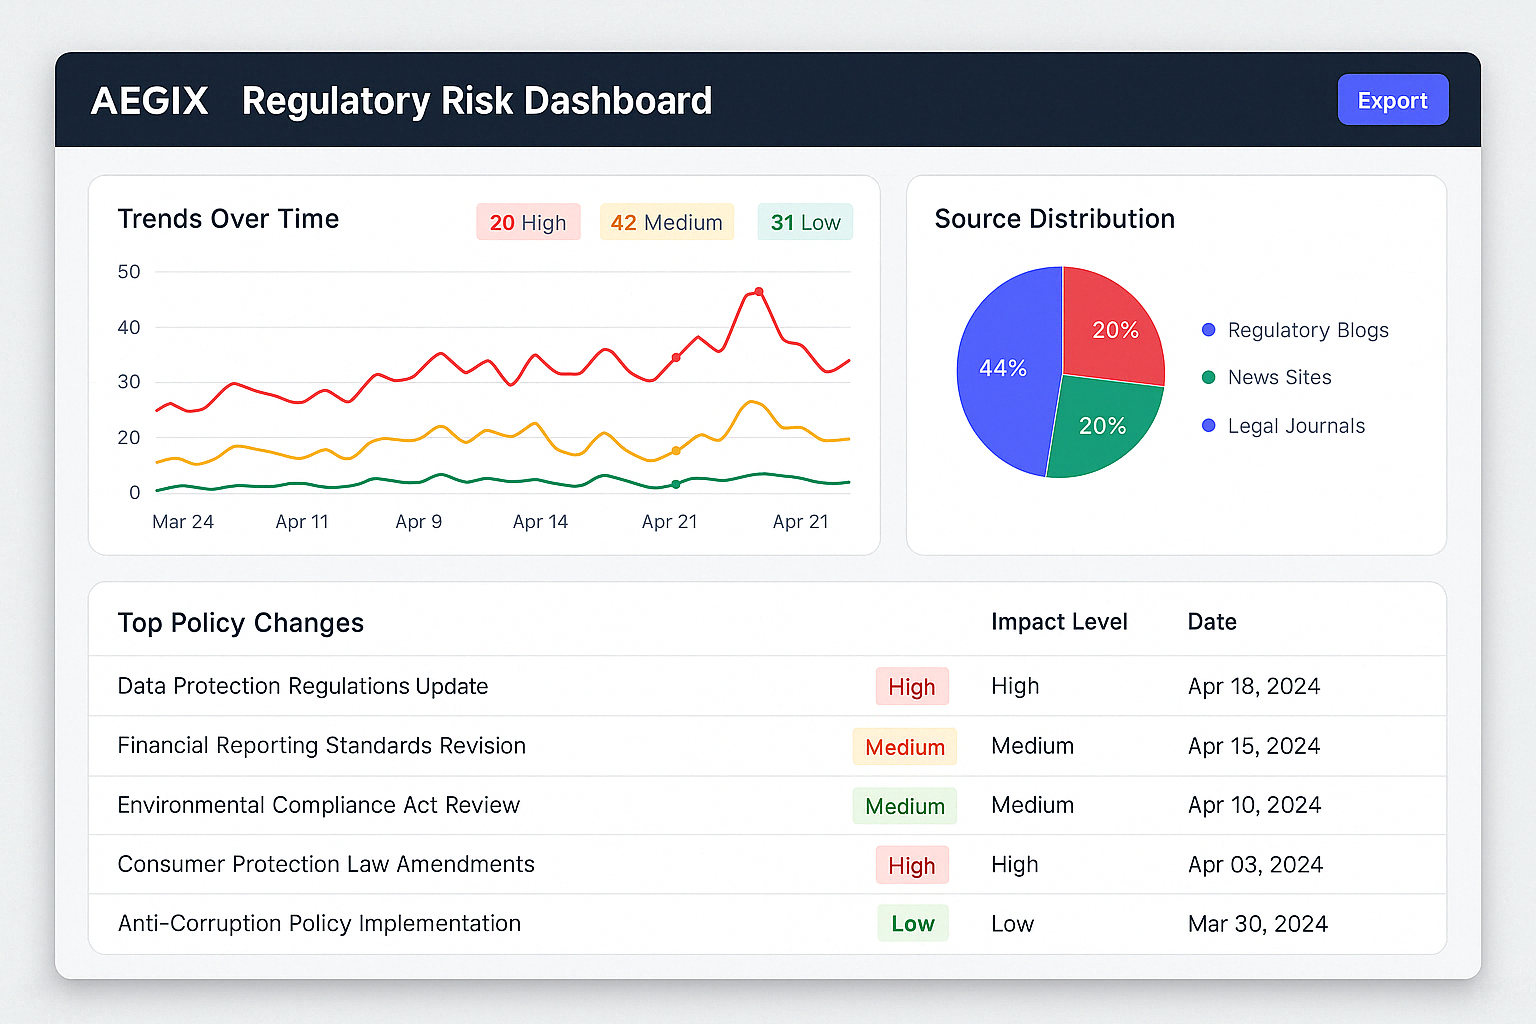 AEGIX Regulatory Risk Dashboard
Export
Trends Over Time
20 High
42 Medium
31 Low
50
40
30
20
0
Mar 24
Apr 11
Apr 9
Apr 14
Apr 21
Apr 21
Source Distribution
44%
20%
20%
Regulatory Blogs
News Sites
Legal Journals
Top Policy Changes Impact Level Date
Data Protection Regulations Update High High Apr 18, 2024
Financial Reporting Standards Revision Medium Medium Apr 15, 2024
Environmental Compliance Act Review Medium Medium Apr 10, 2024
Consumer Protection Law Amendments High High Apr 03, 2024
Anti-Corruption Policy Implementation Low Low Mar 30, 2024